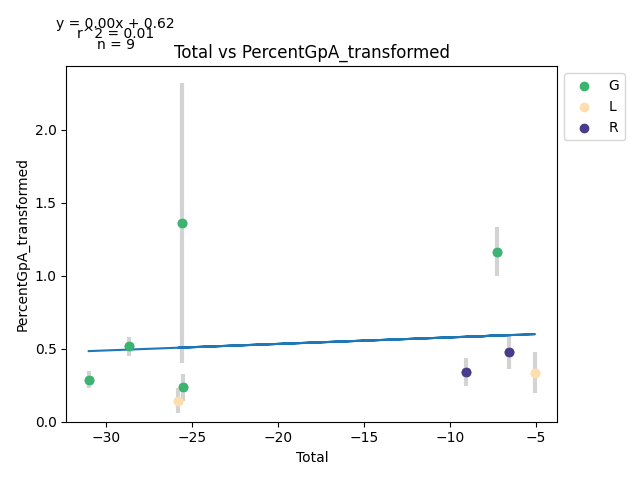 y = 0.00x + 0.62
r^2 = 0.01
n = 9
Total vs PercentGpA_transformed
G
L
R
PercentGpA_transformed
2.0
1.5
1.0
0.5
0.0
−30
−25
−20
−15
−10
−5
Total